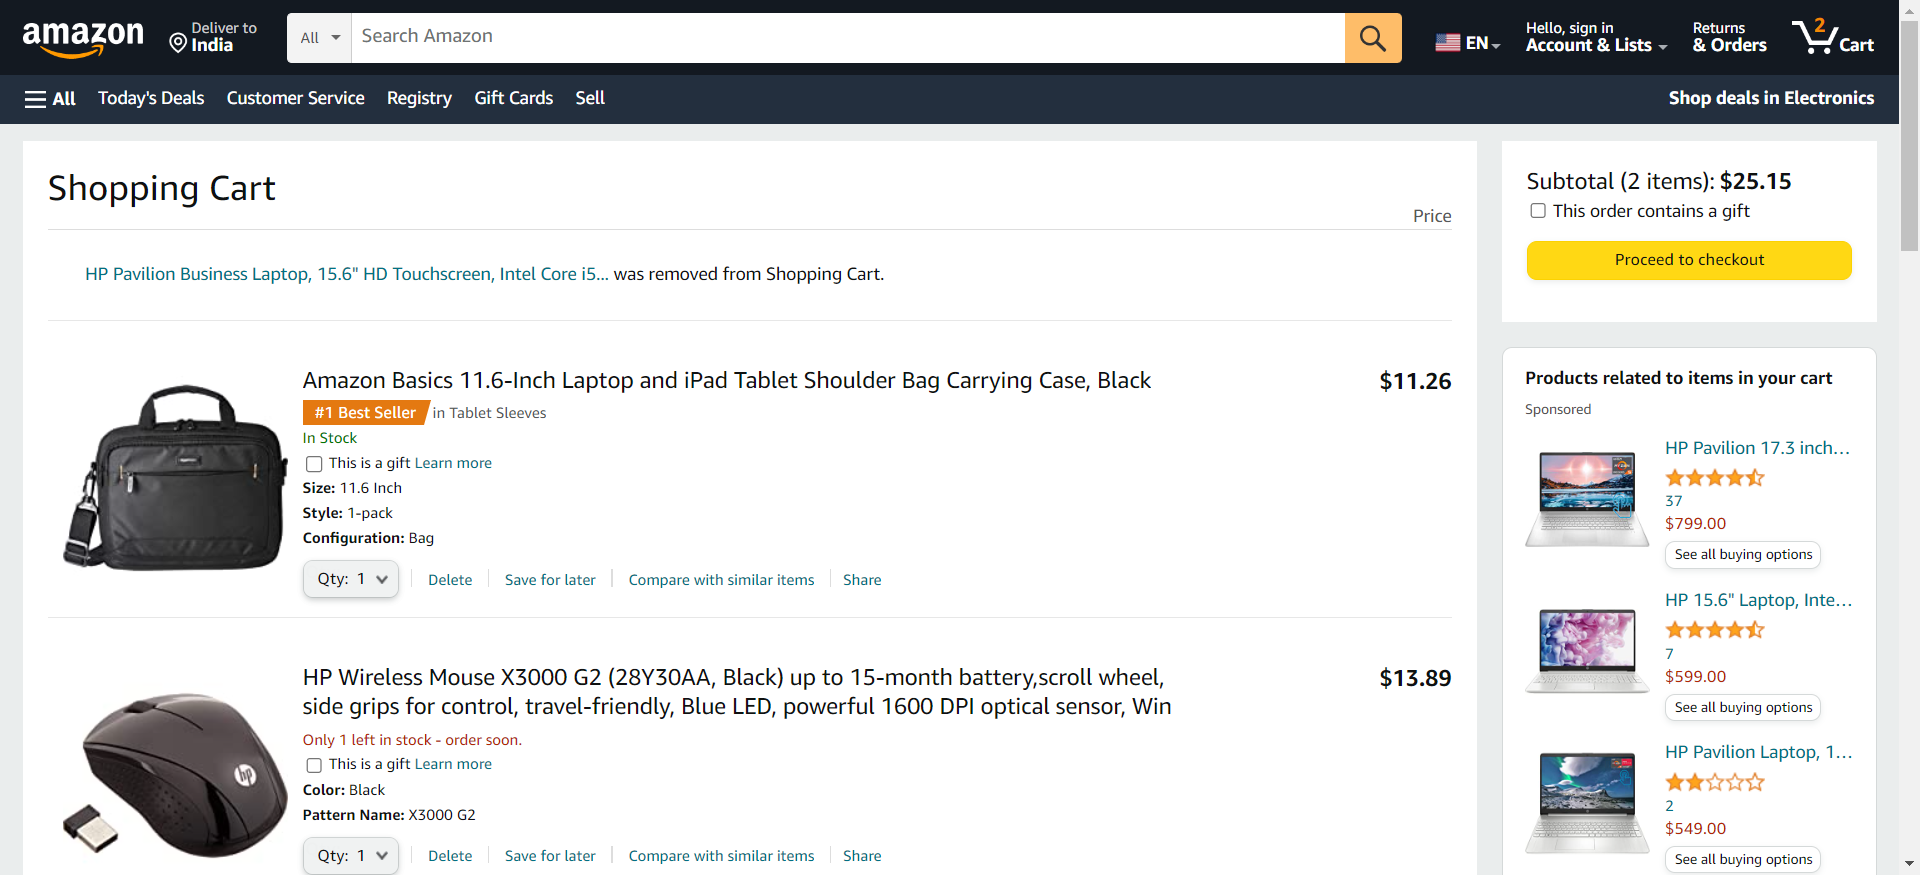 amazon
Deliver to
India
All
Search Amazon
EN
Hello, sign in
Account & Lists
Returns
& Orders
2
Cart
All
Today's Deals
Customer Service
Registry
Gift Cards
Sell
Shop deals in Electronics
Shopping Cart
Price
HP Pavilion Business Laptop, 15.6" HD Touchscreen, Intel Core i5... was removed from Shopping Cart.
Amazon Basics 11.6-Inch Laptop and iPad Tablet Shoulder Bag Carrying Case, Black
$11.26
#1 Best Seller in Tablet Sleeves
In Stock
This is a gift Learn more
Size: 11.6 Inch
Style: 1-pack
Configuration: Bag
Qty: 1
Delete
Save for later
Compare with similar items
Share
HP Wireless Mouse X3000 G2 (28Y30AA, Black) up to 15-month battery,scroll wheel,
side grips for control, travel-friendly, Blue LED, powerful 1600 DPI optical sensor, Win
$13.89
Only 1 left in stock - order soon.
This is a gift Learn more
Color: Black
Pattern Name: X3000 G2
hp
Qty: 1
Delete
Save for later
Compare with similar items
Share
Subtotal (2 items): $25.15
This order contains a gift
Proceed to checkout
Products related to items in your cart
Sponsored
HP Pavilion 17.3 inch...
37
$799.00
See all buying options
HP 15.6" Laptop, Inte...
7
$599.00
See all buying options
HP Pavilion Laptop, 1...
2
$549.00
See all buying options